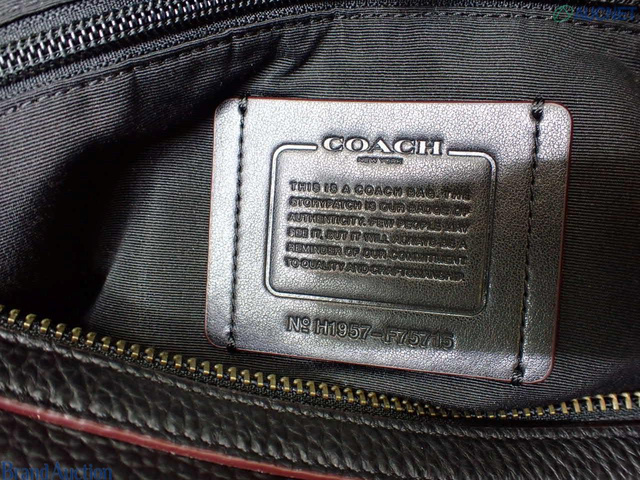 COACH
NEW YORK
THIS IS A COACH BAG. THE
STORYPATCH IS OUR BADGE OF
AUTHENTICITY. FEW PEOPLE MAY
SEE IT, BUT IT WILL ALWAYS BE A
REMINDER OF OUR COMMITMENT
TO QUALITY AND CRAFTSMANSHIP.
Nº H1957-F75715
Brand Auction